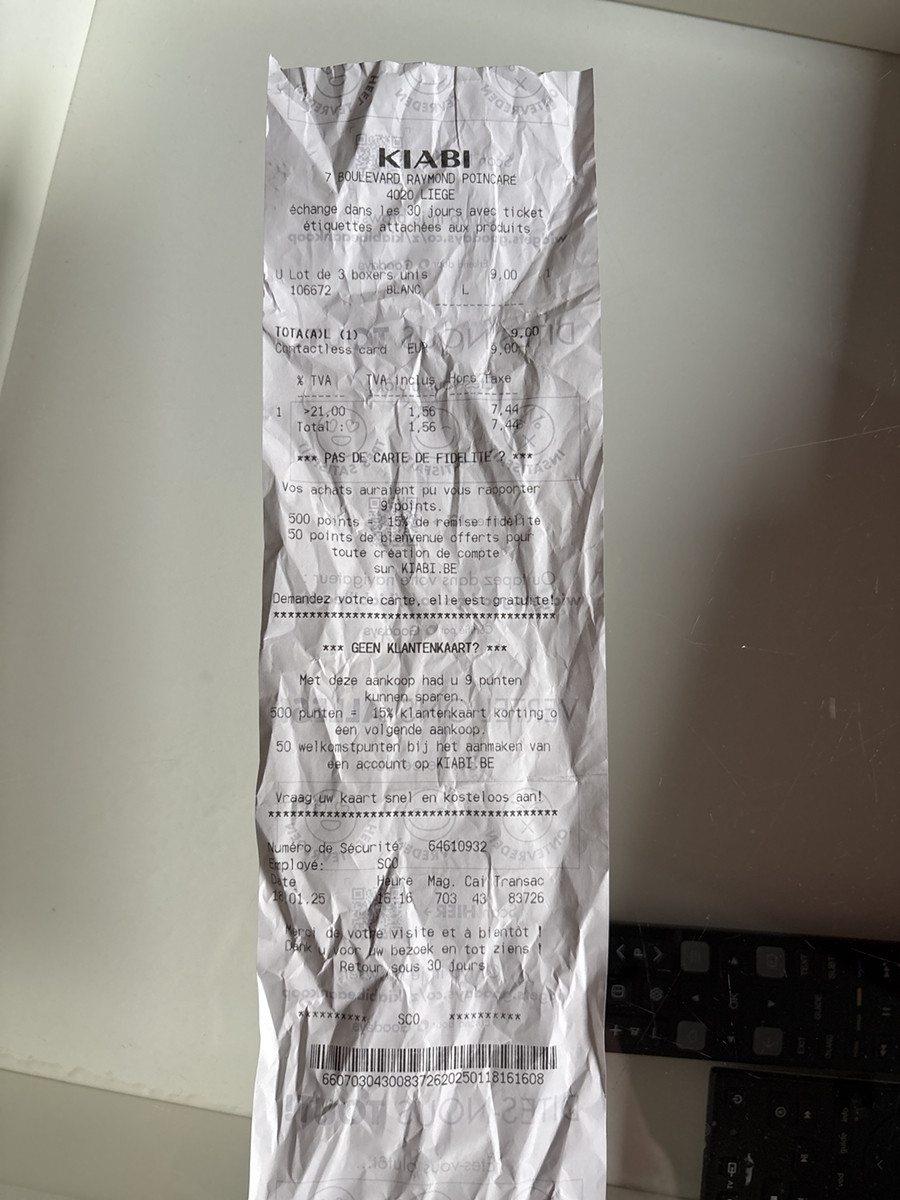 KIABI
7 BOULEVARD RAYMOND POINCARE
4020 LIEGE
échange dans les 30 jours avec ticket
étiquettes attachées aux produits
U Lot de 3 boxers unis 9,00 1
106672 BLANC L
TOTA(A)L (1) 9,00
Contactless card EUR 9,00
% TVA TVA inclus Hors Taxe
1 >21,00 1,56 7,44
Total : 1,56 7,44
*** PAS DE CARTE DE FIDELITE ? ***
Vos achats auraient pu vous rapporter
9 points.
500 points = 15% de remise fidélité
50 points de bienvenue offerts pour
toute création de compte
sur KIABI.BE
Demandez votre carte, elle est gratuite!
****************************************
*** GEEN KLANTENKAART? ***
Met deze aankoop had u 9 punten
kunnen sparen.
500 punten = 15% klantenkaart korting o
een volgende aankoop.
50 welkomstpunten bij het aanmaken van
een account op KIABI.BE
Vraag uw kaart snel en kosteloos aan!
****************************************
Numéro de Sécurité 64610932
Employé: SCO
Date Heure Mag. Cai Transac
18.01.25 16:16 703 43 83726
Merci de votre visite et à bientôt !
Dank u voor uw bezoek en tot ziens !
Retour sous 30 jours
********** SCO **********
660703043008372620250118161608